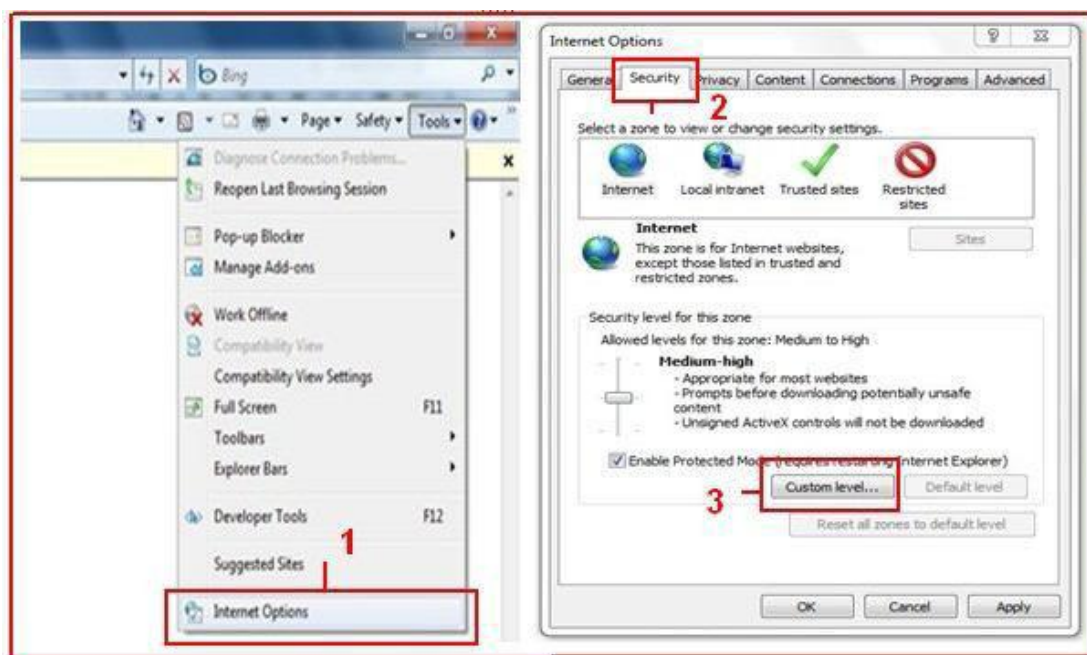 Bing
Page Safety Tools
Diagnose Connection Problems...
Reopen Last Browsing Session
Pop-up Blocker
Manage Add-ons
Work Offline
Compatibility View
Compatibility View Settings
Full Screen F11
Toolbars
Explorer Bars
Developer Tools F12
1
Suggested Sites
Internet Options
Internet Options
General Security Privacy Content Connections Programs Advanced
2
Select a zone to view or change security settings.
Internet Local intranet Trusted sites Restricted
sites
Internet
Sites
This zone is for Internet websites,
except those listed in trusted and
restricted zones.
Security level for this zone
Allowed levels for this zone: Medium to High
Medium-high
- Appropriate for most websites
- Prompts before downloading potentially unsafe
content
- Unsigned ActiveX controls will not be downloaded
Enable Protected Mode (requires restarting Internet Explorer)
3
Custom level... Default level
Reset all zones to default level
OK Cancel Apply